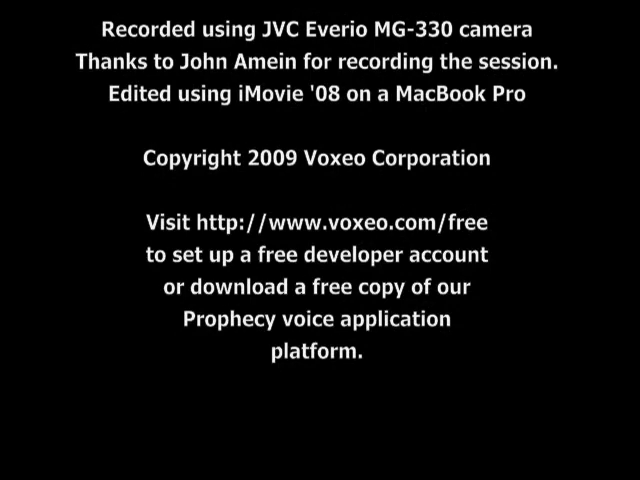 Recorded using JVC Everio MG-330 camera
Thanks to John Amein for recording the session.
Edited using iMovie '08 on a MacBook Pro
Copyright 2009 Voxeo Corporation
Visit http://www.voxeo.com/free
to set up a free developer account
or download a free copy of our
Prophecy voice application
platform.